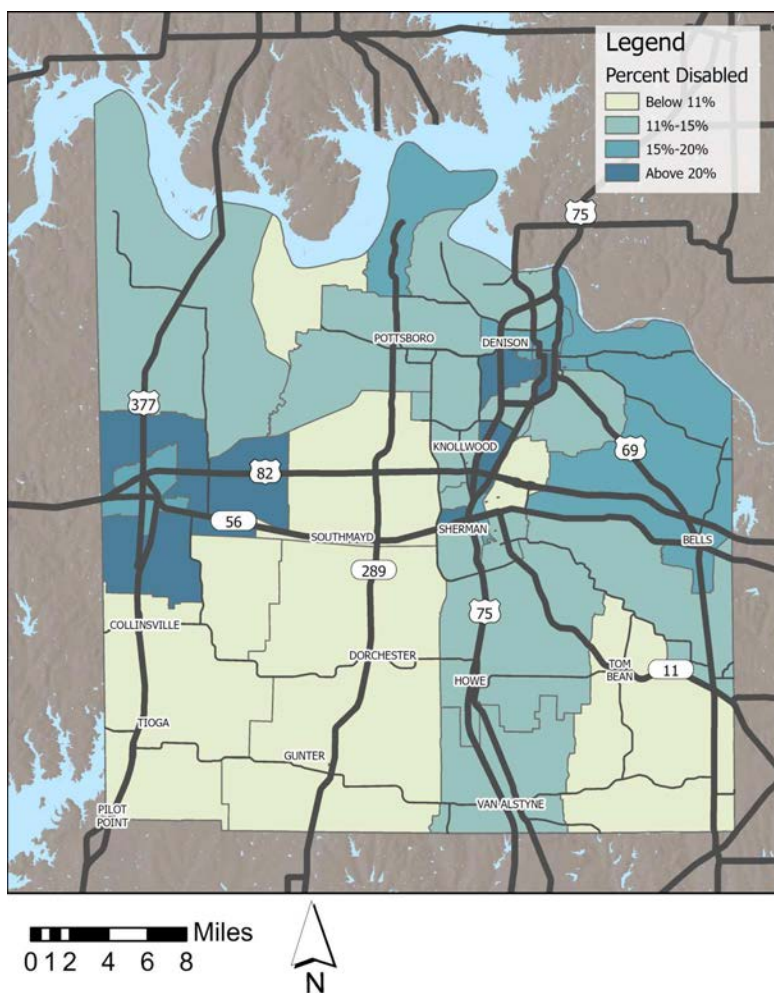 Legend
Percent Disabled
Below 11%
11%-15%
15%-20%
Above 20%
75
POTTSBORO
DENISON
377
KNOLLWOOD
69
82
56
SOUTHMAYD
SHERMAN
BELLS
289
75
COLLINSVILLE
DORCHESTER
HOWE
TOM
BEAN
11
TIOGA
GUNTER
VAN ALSTYNE
PILOT
POINT
Miles
0 1 2 4 6 8
N